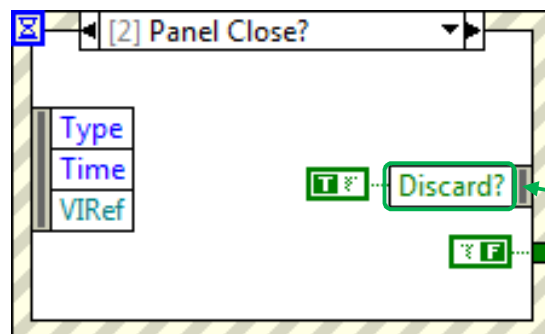 [2] Panel Close?
Type
Time
VIRef
T
Discard?
F